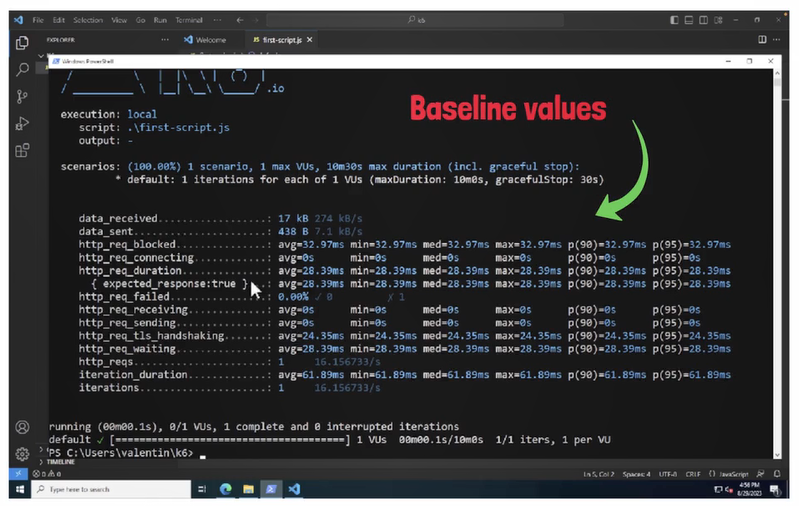 File Edit Selection View Go Run Terminal ... k6
EXPLORER ... Welcome first-script.js
Windows PowerShell
.io
Baseline values
execution: local
script: .\first-script.js
output: -
scenarios: (100.00%) 1 scenario, 1 max VUs, 10m30s max duration (incl. graceful stop):
* default: 1 iterations for each of 1 VUs (maxDuration: 10m0s, gracefulStop: 30s)
data_received..................: 17 kB 274 kB/s
data_sent......................: 438 B 7.1 kB/s
http_req_blocked...............: avg=32.97ms min=32.97ms med=32.97ms max=32.97ms p(90)=32.97ms p(95)=32.97ms
http_req_connecting............: avg=0s min=0s med=0s max=0s p(90)=0s p(95)=0s
http_req_duration..............: avg=28.39ms min=28.39ms med=28.39ms max=28.39ms p(90)=28.39ms p(95)=28.39ms
{ expected_response:true }...: avg=28.39ms min=28.39ms med=28.39ms max=28.39ms p(90)=28.39ms p(95)=28.39ms
http_req_failed................: 0.00% ✓ 0 ✗ 1
http_req_receiving.............: avg=0s min=0s med=0s max=0s p(90)=0s p(95)=0s
http_req_sending...............: avg=0s min=0s med=0s max=0s p(90)=0s p(95)=0s
http_req_tls_handshaking.......: avg=24.35ms min=24.35ms med=24.35ms max=24.35ms p(90)=24.35ms p(95)=24.35ms
http_req_waiting...............: avg=28.39ms min=28.39ms med=28.39ms max=28.39ms p(90)=28.39ms p(95)=28.39ms
http_reqs......................: 1 16.156733/s
iteration_duration.............: avg=61.89ms min=61.89ms med=61.89ms max=61.89ms p(90)=61.89ms p(95)=61.89ms
iterations.....................: 1 16.156733/s
running (00m00.1s), 0/1 VUs, 1 complete and 0 interrupted iterations
default ✓ [======================================] 1 VUs 00m00.1s/10m0s 1/1 iters, 1 per VU
PS C:\Users\valentin\k6>
TIMELINE
0 0 Ln 5, Col 2 Spaces: 4 UTF-8 CRLF {} JavaScript
Type here to search 4:56 PM
8/29/2023